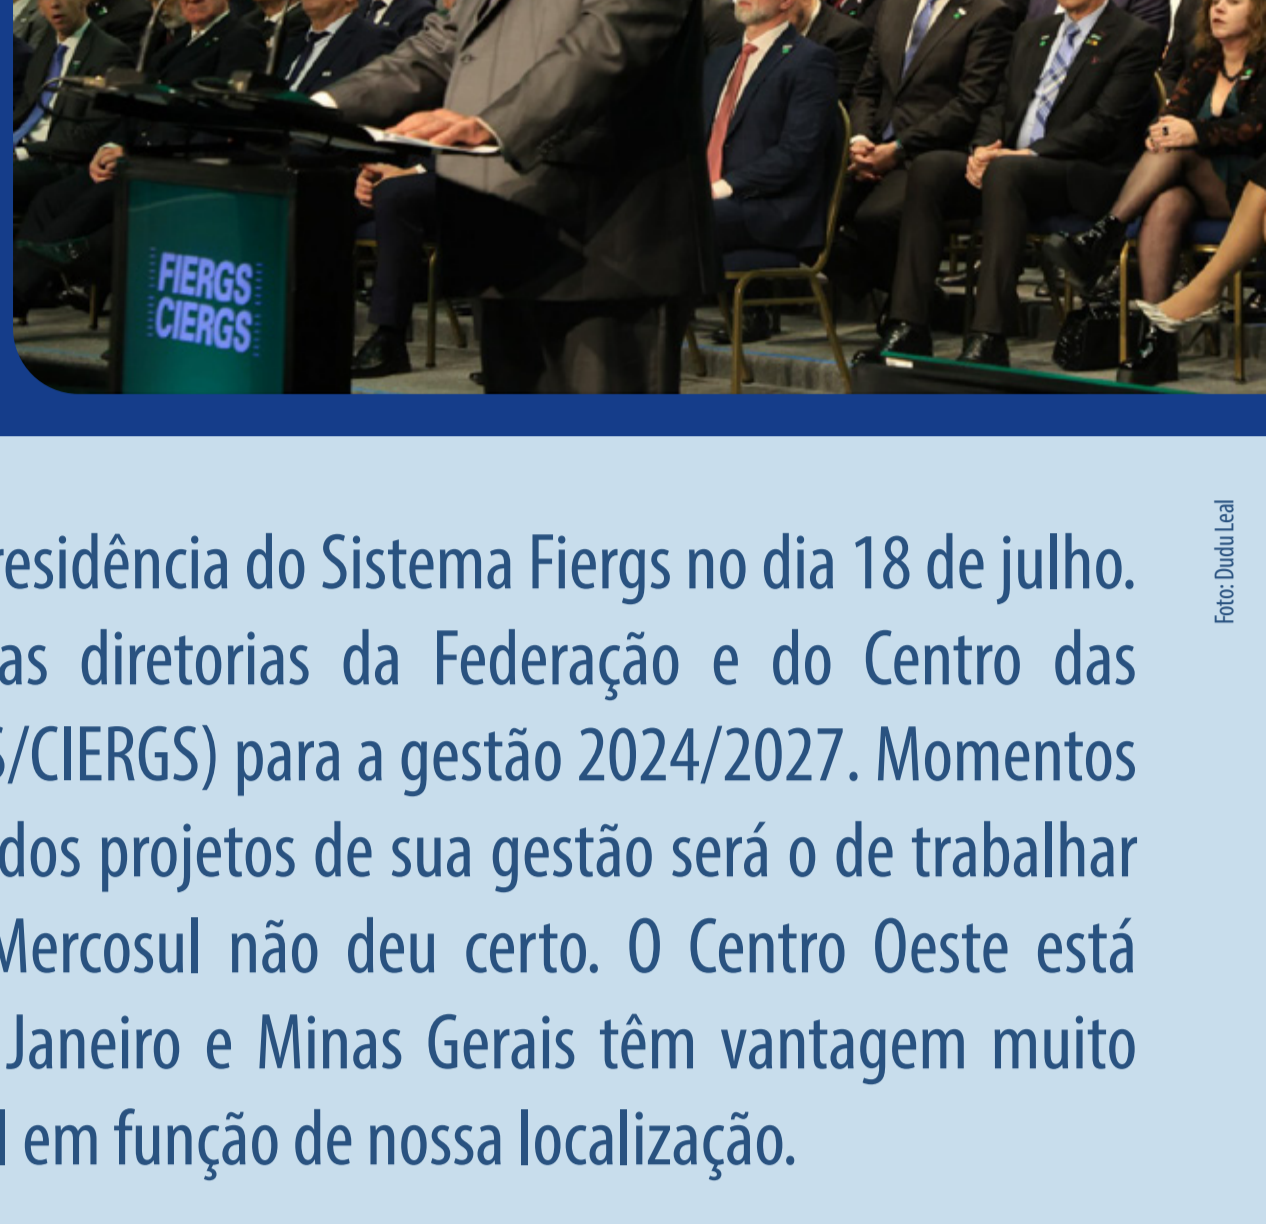 FIERGS
CIERGS
Foto: Dudu Leal
residência do Sistema Fiergs no dia 18 de julho.
as diretorias da Federação e do Centro das
S/CIERGS) para a gestão 2024/2027. Momentos
dos projetos de sua gestão será o de trabalhar
Mercosul não deu certo. O Centro Oeste está
Janeiro e Minas Gerais têm vantagem muito
l em função de nossa localização.